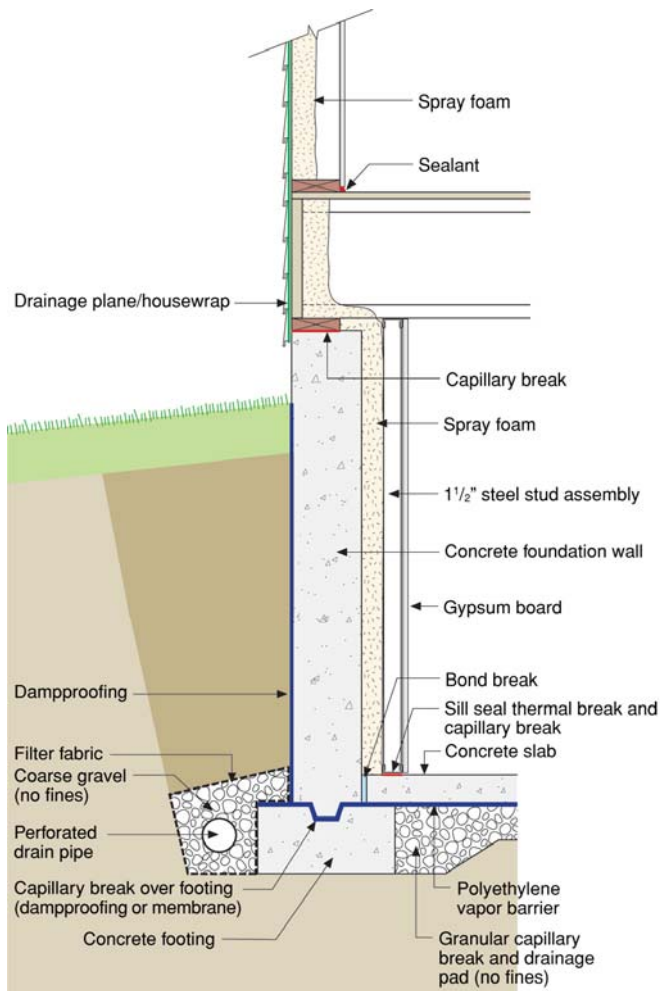 Spray foam
Sealant
Drainage plane/housewrap
Capillary break
Spray foam
1 1/2" steel stud assembly
Concrete foundation wall
Gypsum board
Bond break
Dampproofing
Sill seal thermal break and
capillary break
Concrete slab
Filter fabric
Coarse gravel
(no fines)
Perforated
drain pipe
Capillary break over footing
(dampproofing or membrane)
Concrete footing
Polyethylene
vapor barrier
Granular capillary
break and drainage
pad (no fines)